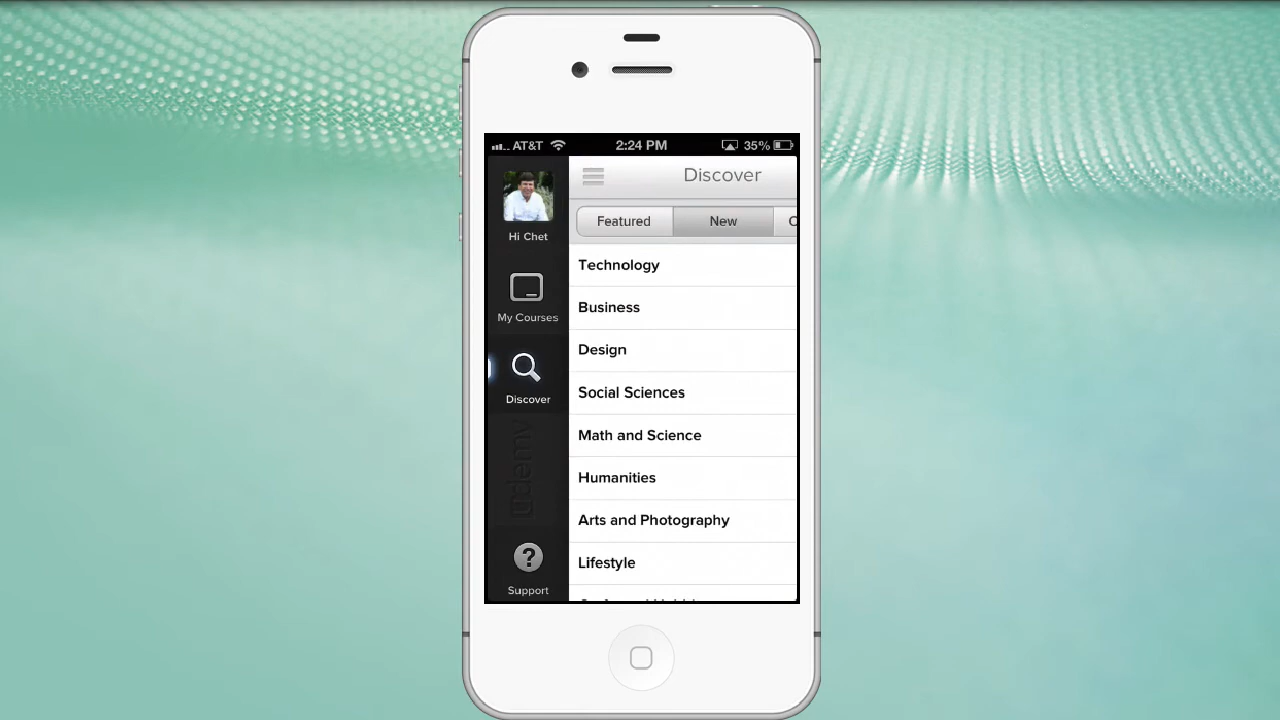 AT&T 2:24 PM 35%
Discover
Featured New
Hi Chet
My Courses
Discover
udemy
Support
Technology
Business
Design
Social Sciences
Math and Science
Humanities
Arts and Photography
Lifestyle